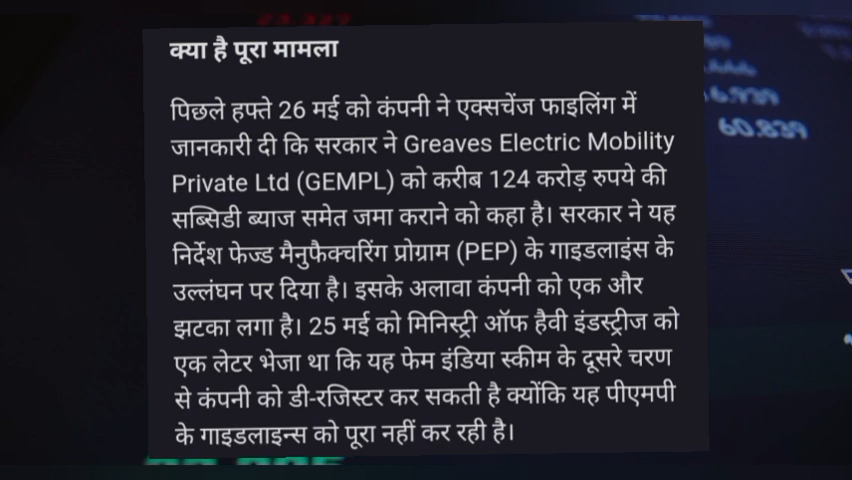 क्या है पूरा मामला
पिछले हफ्ते 26 मई को कंपनी ने एक्सचेंज फाइलिंग में
जानकारी दी कि सरकार ने Greaves Electric Mobility
Private Ltd (GEMPL) को करीब 124 करोड़ रुपये की
सब्सिडी ब्याज समेत जमा कराने को कहा है। सरकार ने यह
निर्देश फेज्ड मैनुफैक्चरिंग प्रोग्राम (PEP) के गाइडलाइंस के
उल्लंघन पर दिया है। इसके अलावा कंपनी को एक और
झटका लगा है। 25 मई को मिनिस्ट्री ऑफ हैवी इंडस्ट्रीज को
एक लेटर भेजा था कि यह फेम इंडिया स्कीम के दूसरे चरण
से कंपनी को डी-रजिस्टर कर सकती है क्योंकि यह पीएमपी
के गाइडलाइन्स को पूरा नहीं कर रही है।
60.839